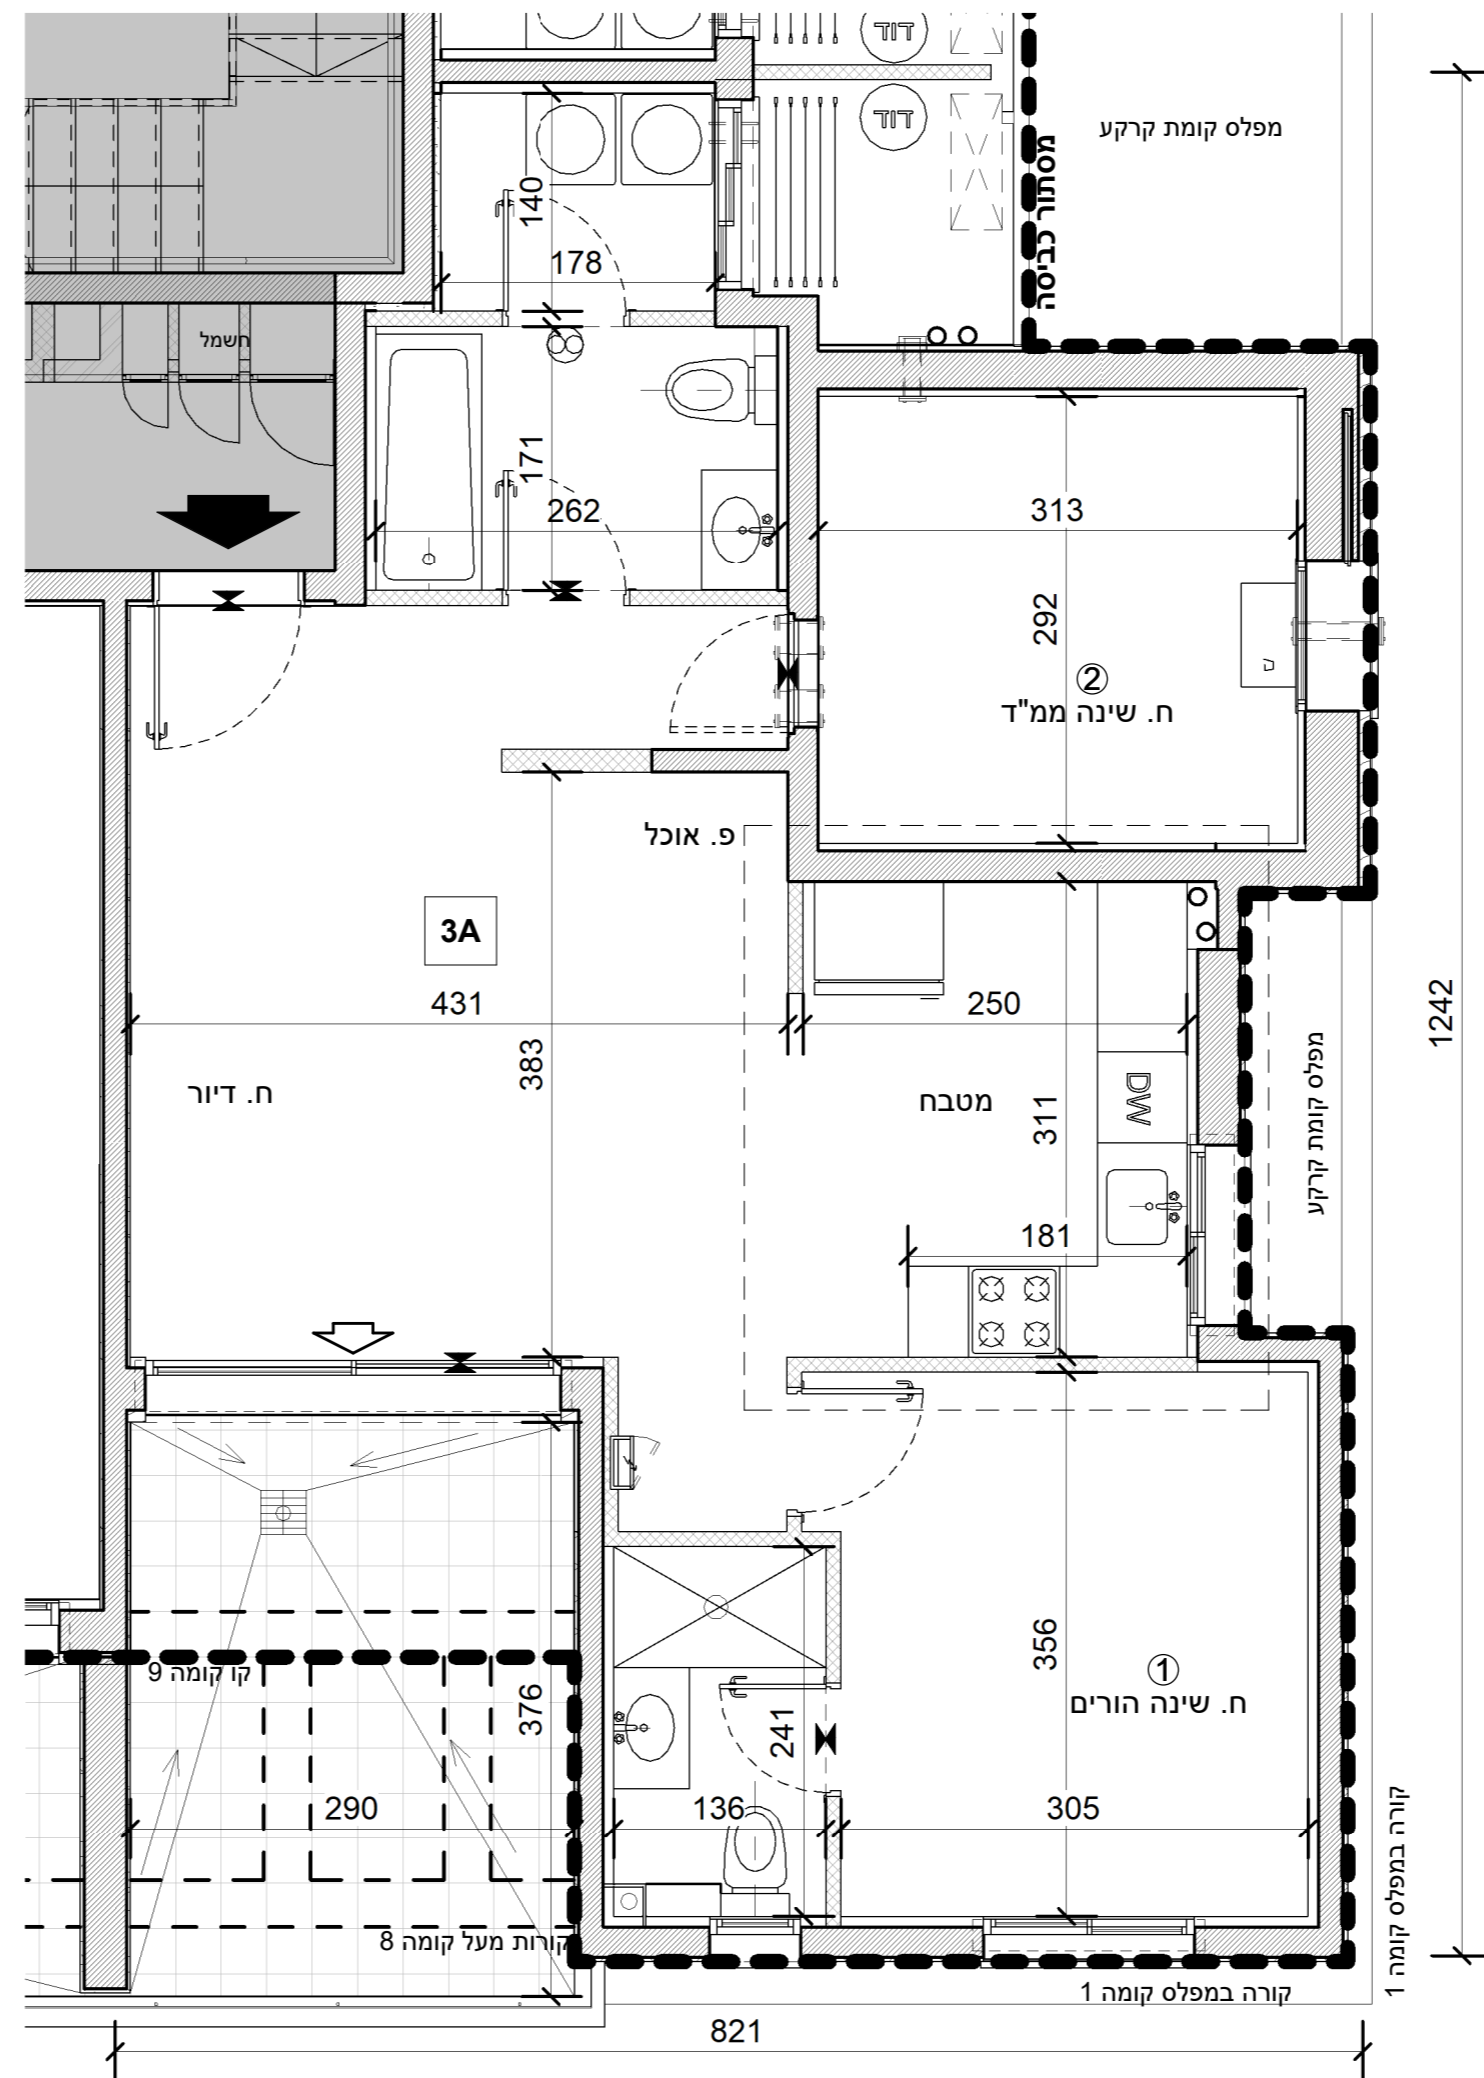 דוד
דוד
מפלס קומת קרקע
מסתור כביסה
140
178
חשמל
171
262
313
292
2
ח. שינה ממ"ד
פ. אוכל
3A
431
250
383
1242
ח. דיור
מטבח
311
DW
מפלס קומת קרקע
181
356
1
ח. שינה הורים
קו קומה 9
376
241
290
136
305
קורות מעל קומה 8
קורה במפלס קומה 1
קורה במפלס קומה 1
821